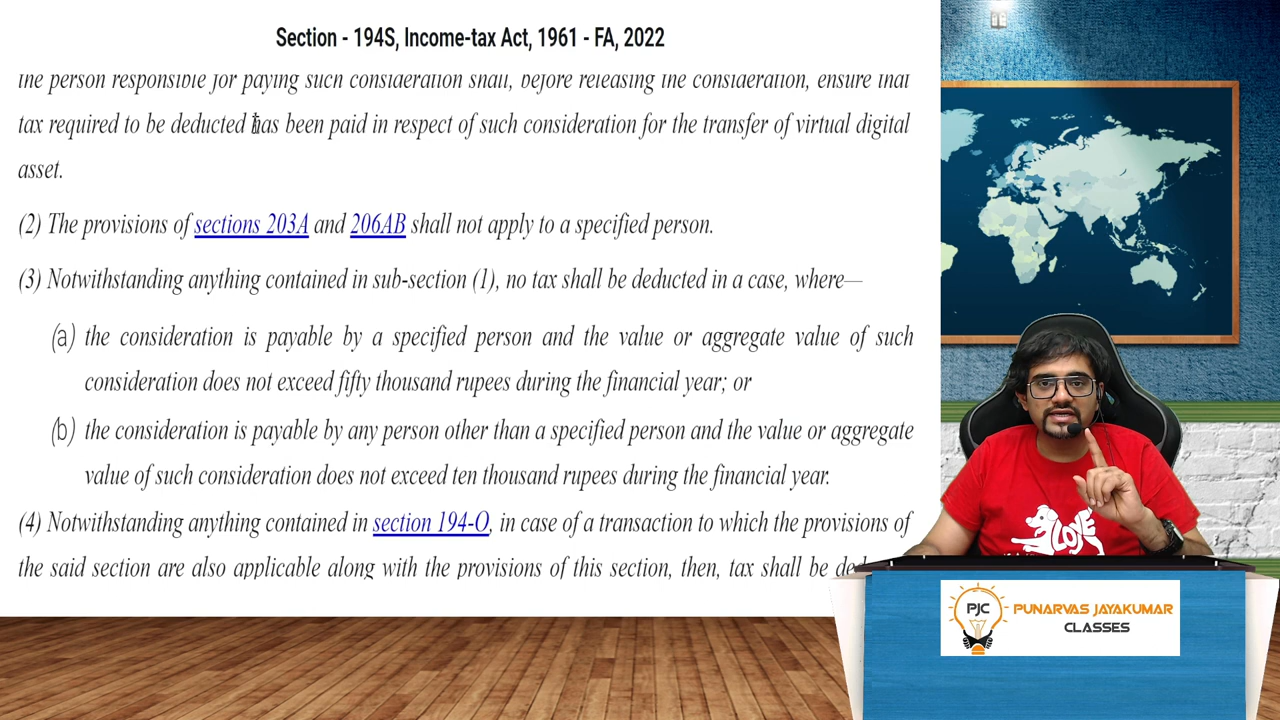 Section - 194S, Income-tax Act, 1961 - FA, 2022
the person responsible for paying such consideration shall, before releasing the consideration, ensure that
tax required to be deducted has been paid in respect of such consideration for the transfer of virtual digital
asset.
(2) The provisions of sections 203A and 206AB shall not apply to a specified person.
(3) Notwithstanding anything contained in sub-section (1), no tax shall be deducted in a case, where—
(a) the consideration is payable by a specified person and the value or aggregate value of such
consideration does not exceed fifty thousand rupees during the financial year; or
(b) the consideration is payable by any person other than a specified person and the value or aggregate
value of such consideration does not exceed ten thousand rupees during the financial year.
(4) Notwithstanding anything contained in section 194-O, in case of a transaction to which the provisions of
the said section are also applicable along with the provisions of this section, then, tax shall be de
LOVE
PJC
PUNARVAS JAYAKUMAR
CLASSES